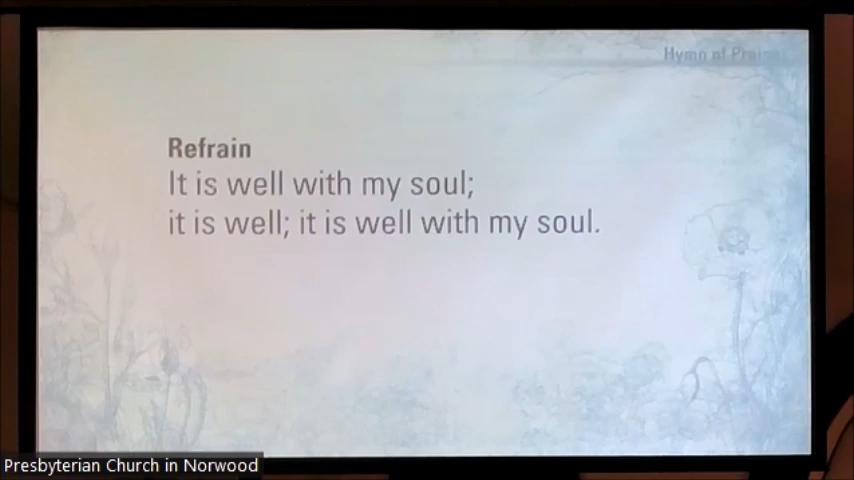 Hymn of Praise
Refrain
It is well with my soul;
it is well; it is well with my soul.
Presbyterian Church in Norwood